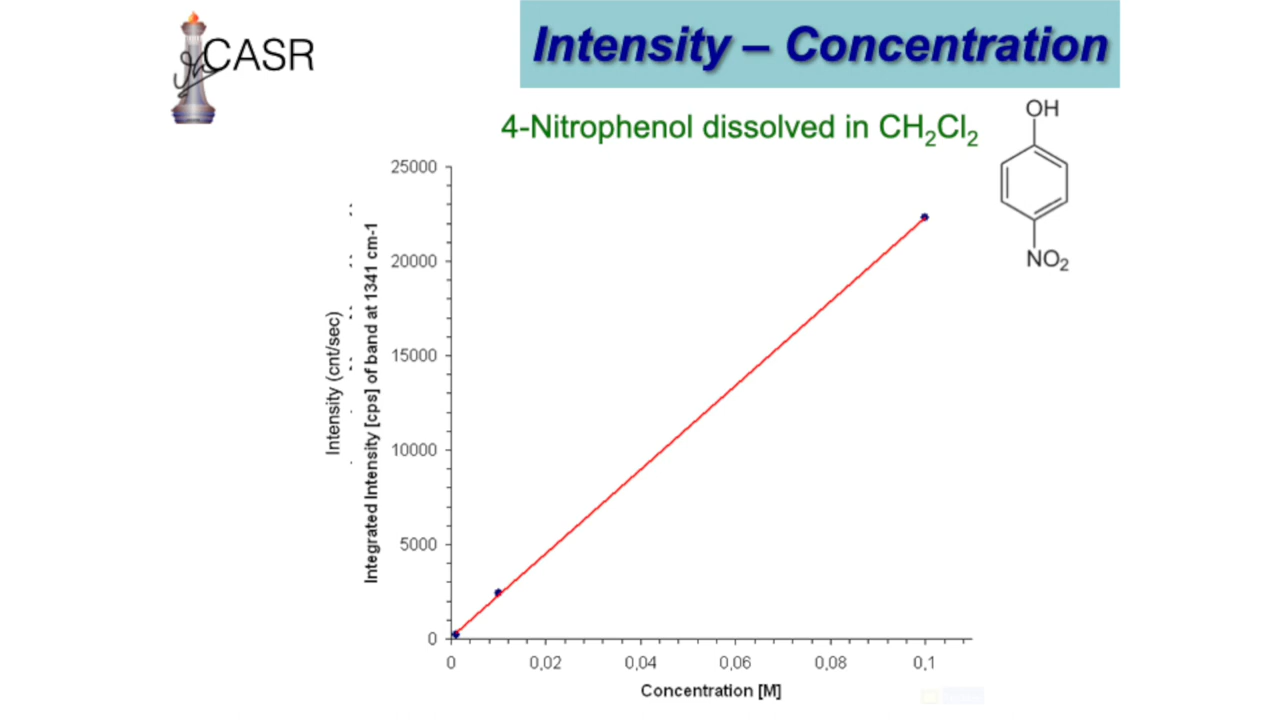 CASR
Intensity – Concentration
4-Nitrophenol dissolved in CH₂Cl₂
OH
NO₂
Intensity (cnt/sec)
Integrated Intensity [cps] of band at 1341 cm-1
25000
20000
15000
10000
5000
0
0 0,02 0,04 0,06 0,08 0,1
Concentration [M]